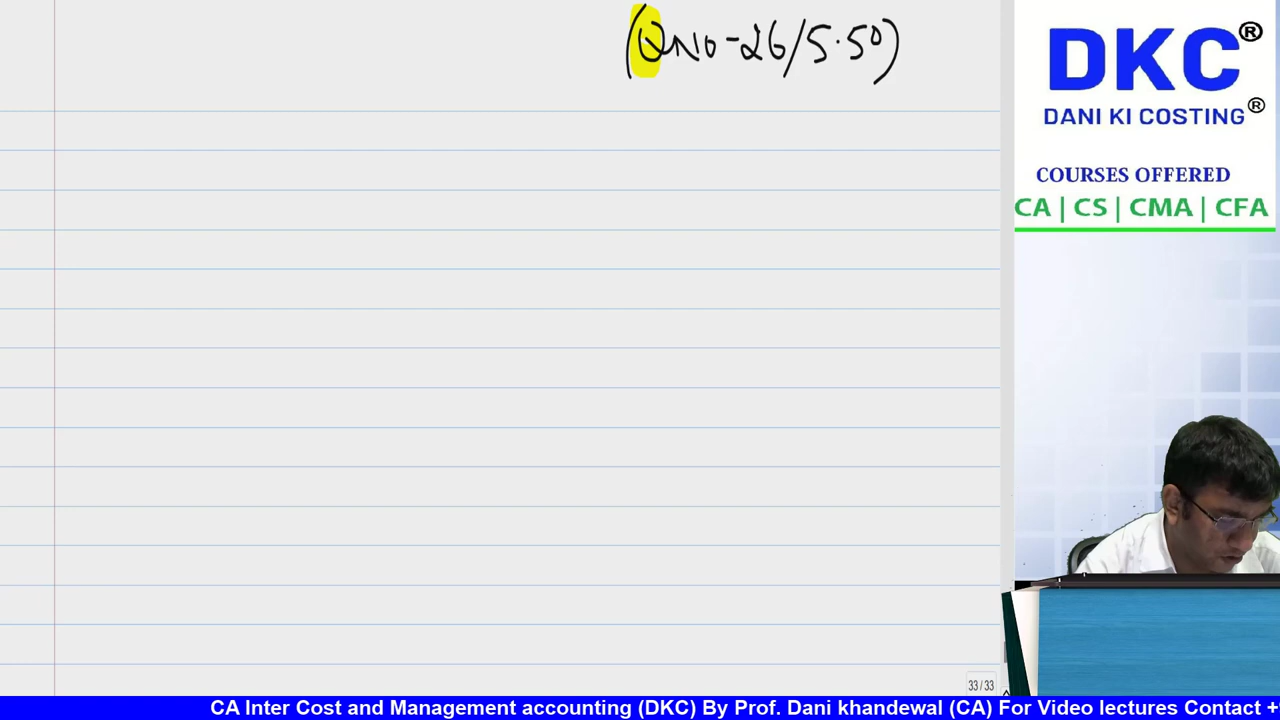 (QNo-26/5.50)
DKC®
DANI KI COSTING®
COURSES OFFERED
CA | CS | CMA | CFA
33/33
CA Inter Cost and Management accounting (DKC) By Prof. Dani khandewal (CA) For Video lectures Contact +